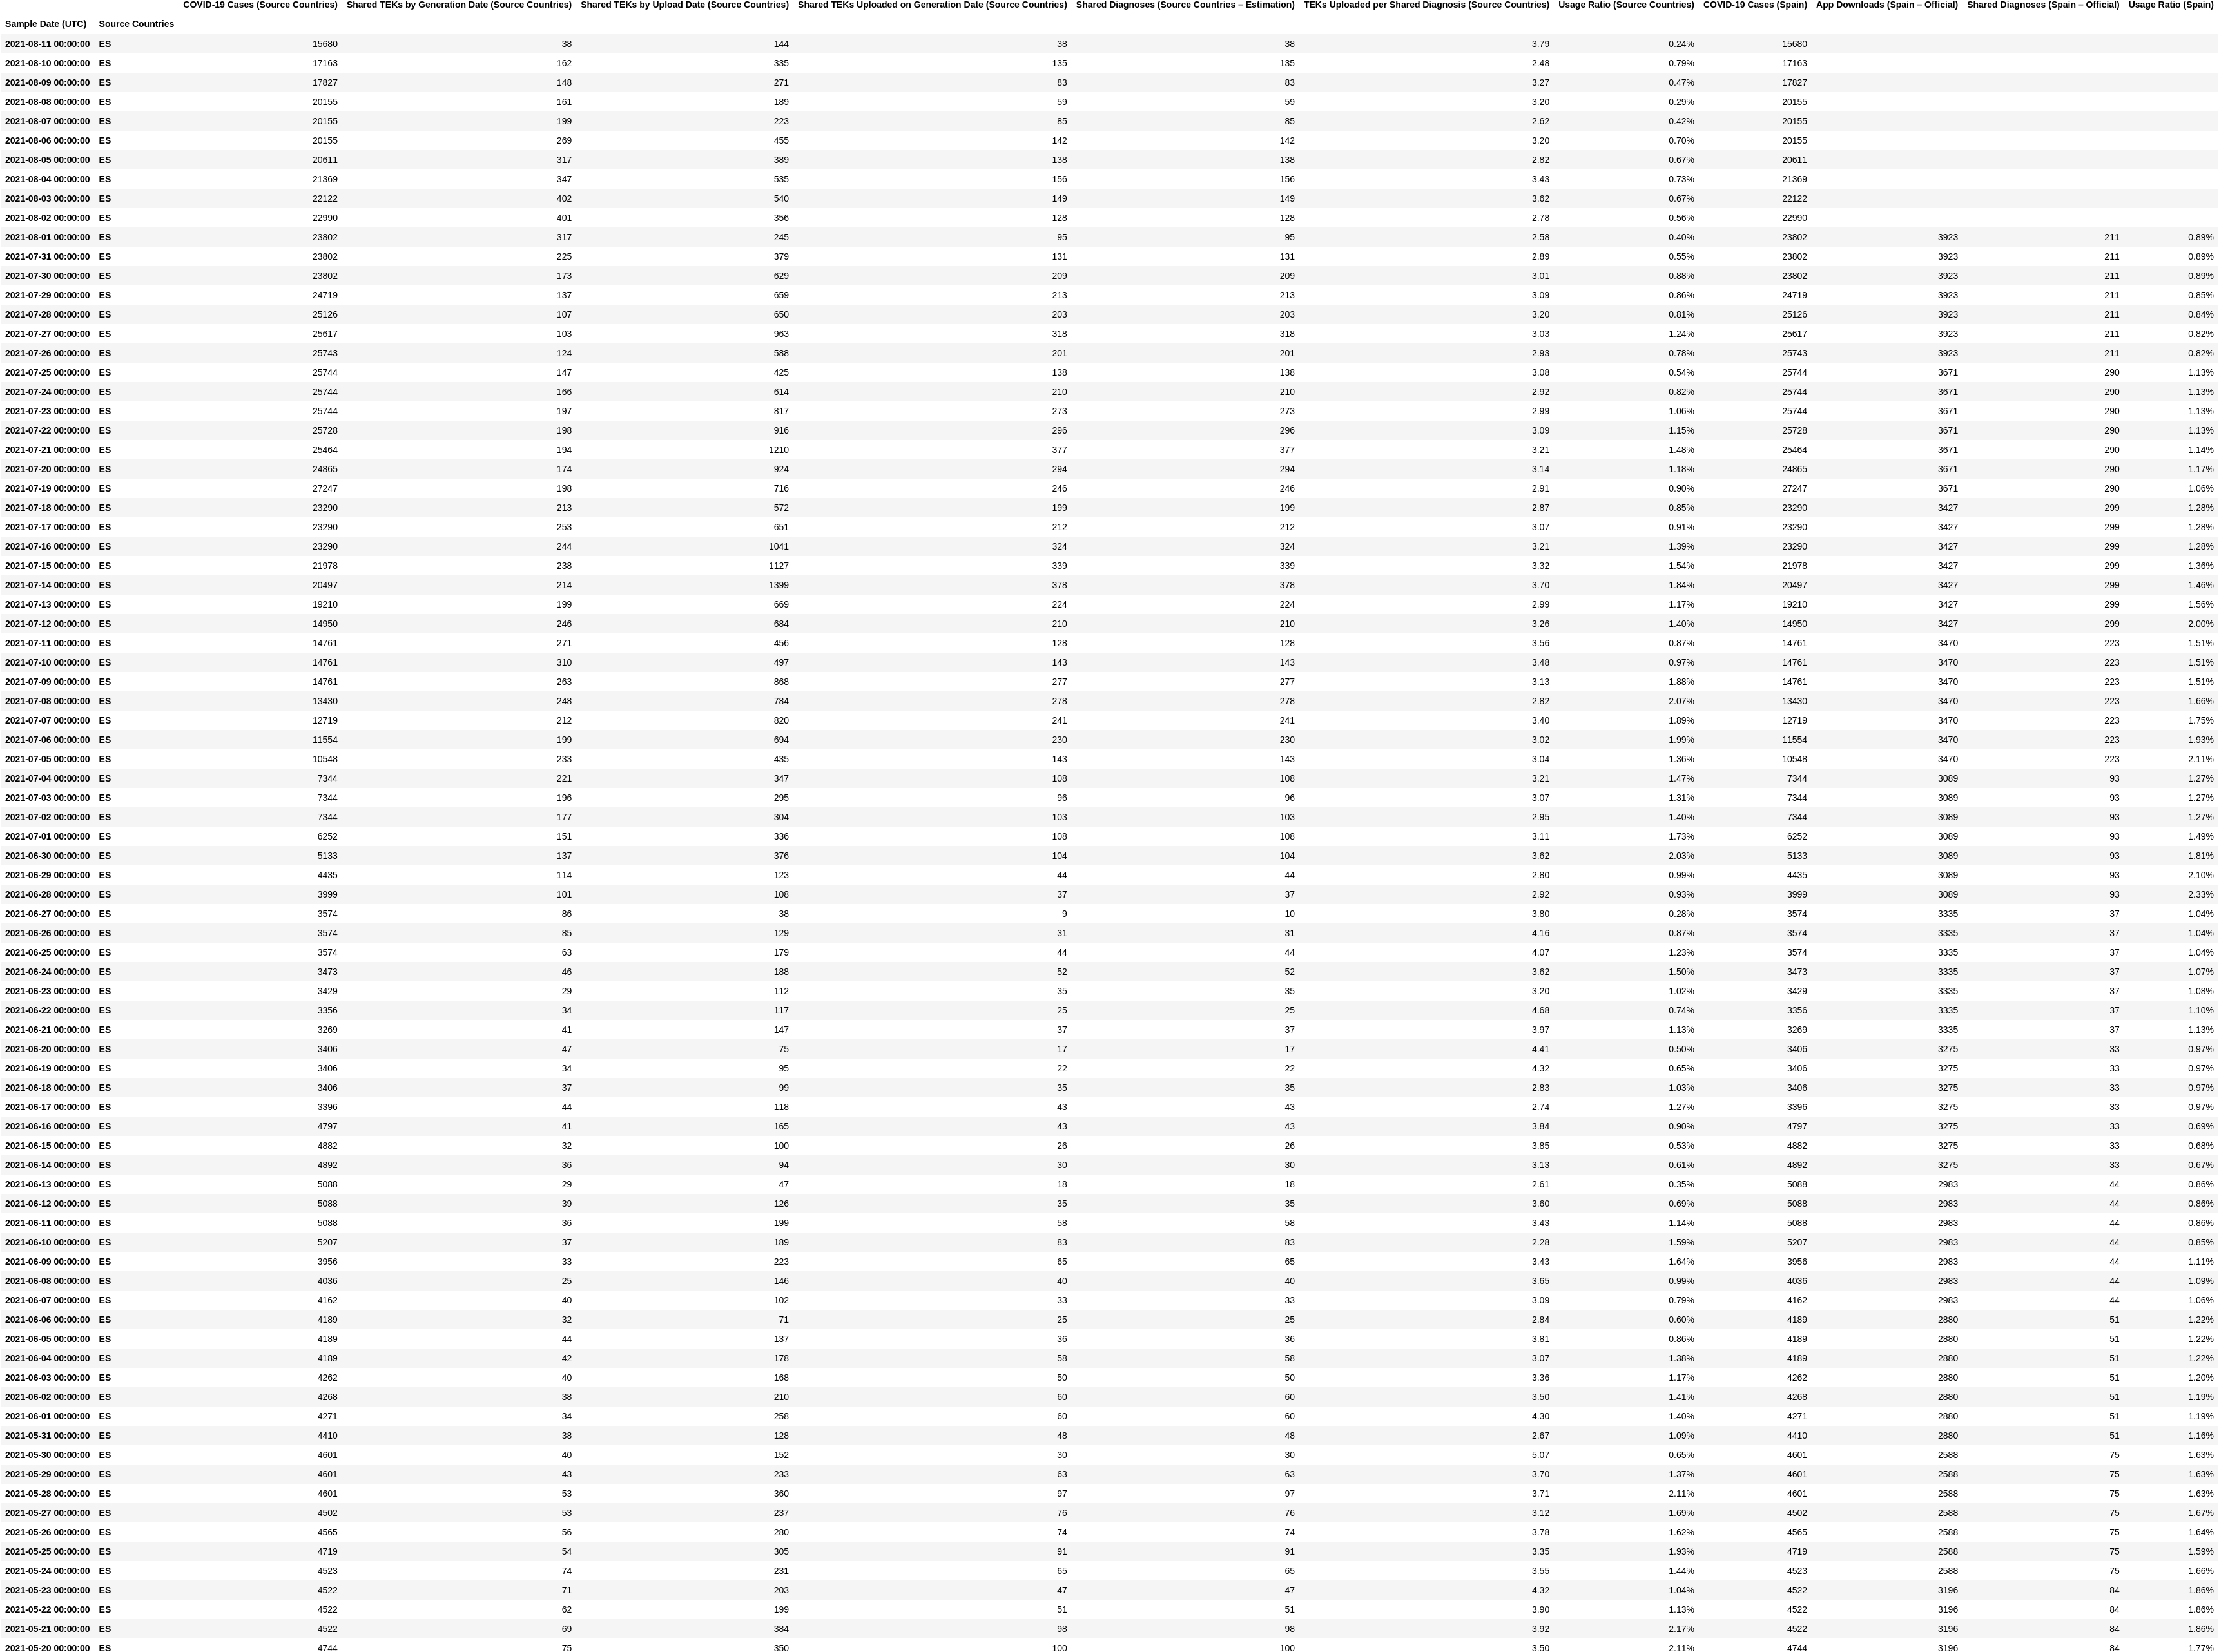 COVID-19 Cases (Source Countries) Shared TEKs by Generation Date (Source Countries) Shared TEKs by Upload Date (Source Countries) Shared TEKs Uploaded on Generation Date (Source Countries) Shared Diagnoses (Source Countries – Estimation) TEKs Uploaded per Shared Diagnosis (Source Countries) Usage Ratio (Source Countries) COVID-19 Cases (Spain) App Downloads (Spain – Official) Shared Diagnoses (Spain – Official) Usage Ratio (Spain)
Sample Date (UTC) Source Countries
2021-08-11 00:00:00 ES 15680 38 144 38 38 3.79 0.24% 15680
2021-08-10 00:00:00 ES 17163 162 335 135 135 2.48 0.79% 17163
2021-08-09 00:00:00 ES 17827 148 271 83 83 3.27 0.47% 17827
2021-08-08 00:00:00 ES 20155 161 189 59 59 3.20 0.29% 20155
2021-08-07 00:00:00 ES 20155 199 223 85 85 2.62 0.42% 20155
2021-08-06 00:00:00 ES 20155 269 455 142 142 3.20 0.70% 20155
2021-08-05 00:00:00 ES 20611 317 389 138 138 2.82 0.67% 20611
2021-08-04 00:00:00 ES 21369 347 535 156 156 3.43 0.73% 21369
2021-08-03 00:00:00 ES 22122 402 540 149 149 3.62 0.67% 22122
2021-08-02 00:00:00 ES 22990 401 356 128 128 2.78 0.56% 22990
2021-08-01 00:00:00 ES 23802 317 245 95 95 2.58 0.40% 23802 3923 211 0.89%
2021-07-31 00:00:00 ES 23802 225 379 131 131 2.89 0.55% 23802 3923 211 0.89%
2021-07-30 00:00:00 ES 23802 173 629 209 209 3.01 0.88% 23802 3923 211 0.89%
2021-07-29 00:00:00 ES 24719 137 659 213 213 3.09 0.86% 24719 3923 211 0.85%
2021-07-28 00:00:00 ES 25126 107 650 203 203 3.20 0.81% 25126 3923 211 0.84%
2021-07-27 00:00:00 ES 25617 103 963 318 318 3.03 1.24% 25617 3923 211 0.82%
2021-07-26 00:00:00 ES 25743 124 588 201 201 2.93 0.78% 25743 3923 211 0.82%
2021-07-25 00:00:00 ES 25744 147 425 138 138 3.08 0.54% 25744 3671 290 1.13%
2021-07-24 00:00:00 ES 25744 166 614 210 210 2.92 0.82% 25744 3671 290 1.13%
2021-07-23 00:00:00 ES 25744 197 817 273 273 2.99 1.06% 25744 3671 290 1.13%
2021-07-22 00:00:00 ES 25728 198 916 296 296 3.09 1.15% 25728 3671 290 1.13%
2021-07-21 00:00:00 ES 25464 194 1210 377 377 3.21 1.48% 25464 3671 290 1.14%
2021-07-20 00:00:00 ES 24865 174 924 294 294 3.14 1.18% 24865 3671 290 1.17%
2021-07-19 00:00:00 ES 27247 198 716 246 246 2.91 0.90% 27247 3671 290 1.06%
2021-07-18 00:00:00 ES 23290 213 572 199 199 2.87 0.85% 23290 3427 299 1.28%
2021-07-17 00:00:00 ES 23290 253 651 212 212 3.07 0.91% 23290 3427 299 1.28%
2021-07-16 00:00:00 ES 23290 244 1041 324 324 3.21 1.39% 23290 3427 299 1.28%
2021-07-15 00:00:00 ES 21978 238 1127 339 339 3.32 1.54% 21978 3427 299 1.36%
2021-07-14 00:00:00 ES 20497 214 1399 378 378 3.70 1.84% 20497 3427 299 1.46%
2021-07-13 00:00:00 ES 19210 199 669 224 224 2.99 1.17% 19210 3427 299 1.56%
2021-07-12 00:00:00 ES 14950 246 684 210 210 3.26 1.40% 14950 3427 299 2.00%
2021-07-11 00:00:00 ES 14761 271 456 128 128 3.56 0.87% 14761 3470 223 1.51%
2021-07-10 00:00:00 ES 14761 310 497 143 143 3.48 0.97% 14761 3470 223 1.51%
2021-07-09 00:00:00 ES 14761 263 868 277 277 3.13 1.88% 14761 3470 223 1.51%
2021-07-08 00:00:00 ES 13430 248 784 278 278 2.82 2.07% 13430 3470 223 1.66%
2021-07-07 00:00:00 ES 12719 212 820 241 241 3.40 1.89% 12719 3470 223 1.75%
2021-07-06 00:00:00 ES 11554 199 694 230 230 3.02 1.99% 11554 3470 223 1.93%
2021-07-05 00:00:00 ES 10548 233 435 143 143 3.04 1.36% 10548 3470 223 2.11%
2021-07-04 00:00:00 ES 7344 221 347 108 108 3.21 1.47% 7344 3089 93 1.27%
2021-07-03 00:00:00 ES 7344 196 295 96 96 3.07 1.31% 7344 3089 93 1.27%
2021-07-02 00:00:00 ES 7344 177 304 103 103 2.95 1.40% 7344 3089 93 1.27%
2021-07-01 00:00:00 ES 6252 151 336 108 108 3.11 1.73% 6252 3089 93 1.49%
2021-06-30 00:00:00 ES 5133 137 376 104 104 3.62 2.03% 5133 3089 93 1.81%
2021-06-29 00:00:00 ES 4435 114 123 44 44 2.80 0.99% 4435 3089 93 2.10%
2021-06-28 00:00:00 ES 3999 101 108 37 37 2.92 0.93% 3999 3089 93 2.33%
2021-06-27 00:00:00 ES 3574 86 38 9 10 3.80 0.28% 3574 3335 37 1.04%
2021-06-26 00:00:00 ES 3574 85 129 31 31 4.16 0.87% 3574 3335 37 1.04%
2021-06-25 00:00:00 ES 3574 63 179 44 44 4.07 1.23% 3574 3335 37 1.04%
2021-06-24 00:00:00 ES 3473 46 188 52 52 3.62 1.50% 3473 3335 37 1.07%
2021-06-23 00:00:00 ES 3429 29 112 35 35 3.20 1.02% 3429 3335 37 1.08%
2021-06-22 00:00:00 ES 3356 34 117 25 25 4.68 0.74% 3356 3335 37 1.10%
2021-06-21 00:00:00 ES 3269 41 147 37 37 3.97 1.13% 3269 3335 37 1.13%
2021-06-20 00:00:00 ES 3406 47 75 17 17 4.41 0.50% 3406 3275 33 0.97%
2021-06-19 00:00:00 ES 3406 34 95 22 22 4.32 0.65% 3406 3275 33 0.97%
2021-06-18 00:00:00 ES 3406 37 99 35 35 2.83 1.03% 3406 3275 33 0.97%
2021-06-17 00:00:00 ES 3396 44 118 43 43 2.74 1.27% 3396 3275 33 0.97%
2021-06-16 00:00:00 ES 4797 41 165 43 43 3.84 0.90% 4797 3275 33 0.69%
2021-06-15 00:00:00 ES 4882 32 100 26 26 3.85 0.53% 4882 3275 33 0.68%
2021-06-14 00:00:00 ES 4892 36 94 30 30 3.13 0.61% 4892 3275 33 0.67%
2021-06-13 00:00:00 ES 5088 29 47 18 18 2.61 0.35% 5088 2983 44 0.86%
2021-06-12 00:00:00 ES 5088 39 126 35 35 3.60 0.69% 5088 2983 44 0.86%
2021-06-11 00:00:00 ES 5088 36 199 58 58 3.43 1.14% 5088 2983 44 0.86%
2021-06-10 00:00:00 ES 5207 37 189 83 83 2.28 1.59% 5207 2983 44 0.85%
2021-06-09 00:00:00 ES 3956 33 223 65 65 3.43 1.64% 3956 2983 44 1.11%
2021-06-08 00:00:00 ES 4036 25 146 40 40 3.65 0.99% 4036 2983 44 1.09%
2021-06-07 00:00:00 ES 4162 40 102 33 33 3.09 0.79% 4162 2983 44 1.06%
2021-06-06 00:00:00 ES 4189 32 71 25 25 2.84 0.60% 4189 2880 51 1.22%
2021-06-05 00:00:00 ES 4189 44 137 36 36 3.81 0.86% 4189 2880 51 1.22%
2021-06-04 00:00:00 ES 4189 42 178 58 58 3.07 1.38% 4189 2880 51 1.22%
2021-06-03 00:00:00 ES 4262 40 168 50 50 3.36 1.17% 4262 2880 51 1.20%
2021-06-02 00:00:00 ES 4268 38 210 60 60 3.50 1.41% 4268 2880 51 1.19%
2021-06-01 00:00:00 ES 4271 34 258 60 60 4.30 1.40% 4271 2880 51 1.19%
2021-05-31 00:00:00 ES 4410 38 128 48 48 2.67 1.09% 4410 2880 51 1.16%
2021-05-30 00:00:00 ES 4601 40 152 30 30 5.07 0.65% 4601 2588 75 1.63%
2021-05-29 00:00:00 ES 4601 43 233 63 63 3.70 1.37% 4601 2588 75 1.63%
2021-05-28 00:00:00 ES 4601 53 360 97 97 3.71 2.11% 4601 2588 75 1.63%
2021-05-27 00:00:00 ES 4502 53 237 76 76 3.12 1.69% 4502 2588 75 1.67%
2021-05-26 00:00:00 ES 4565 56 280 74 74 3.78 1.62% 4565 2588 75 1.64%
2021-05-25 00:00:00 ES 4719 54 305 91 91 3.35 1.93% 4719 2588 75 1.59%
2021-05-24 00:00:00 ES 4523 74 231 65 65 3.55 1.44% 4523 2588 75 1.66%
2021-05-23 00:00:00 ES 4522 71 203 47 47 4.32 1.04% 4522 3196 84 1.86%
2021-05-22 00:00:00 ES 4522 62 199 51 51 3.90 1.13% 4522 3196 84 1.86%
2021-05-21 00:00:00 ES 4522 69 384 98 98 3.92 2.17% 4522 3196 84 1.86%
2021-05-20 00:00:00 ES 4744 75 350 100 100 3.50 2.11% 4744 3196 84 1.77%